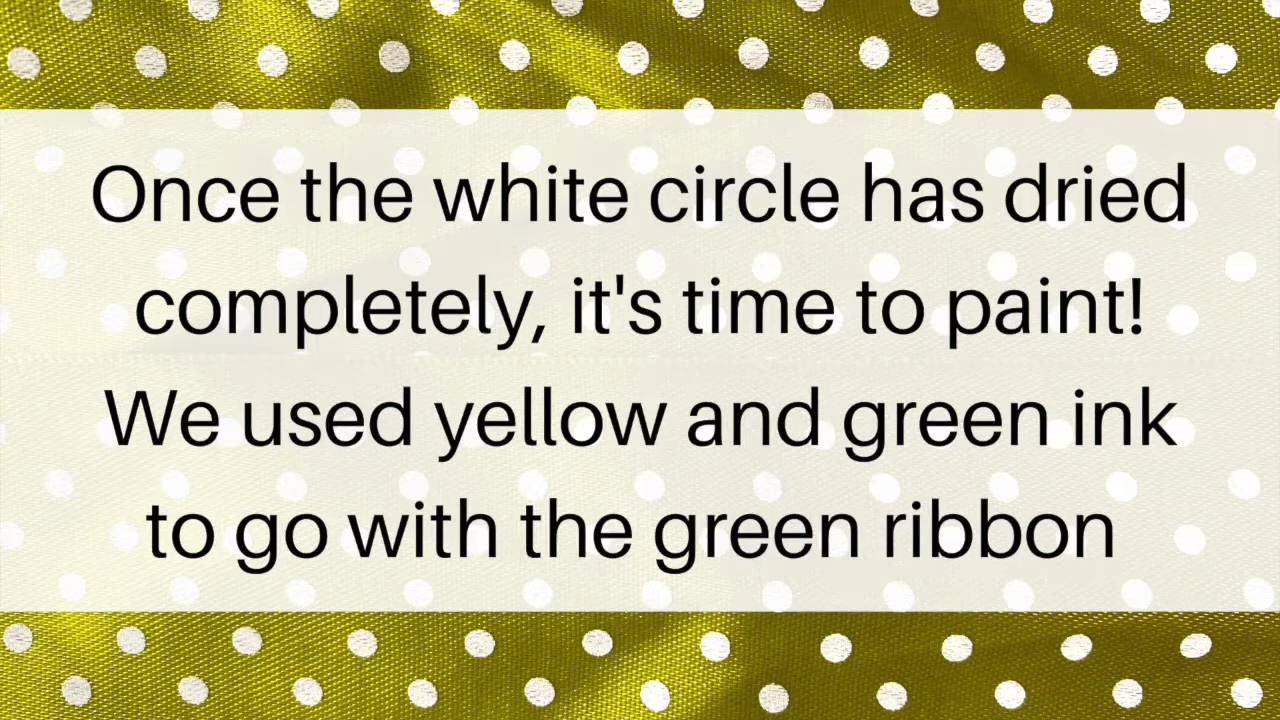 Once the white circle has dried
completely, it's time to paint!
We used yellow and green ink
to go with the green ribbon